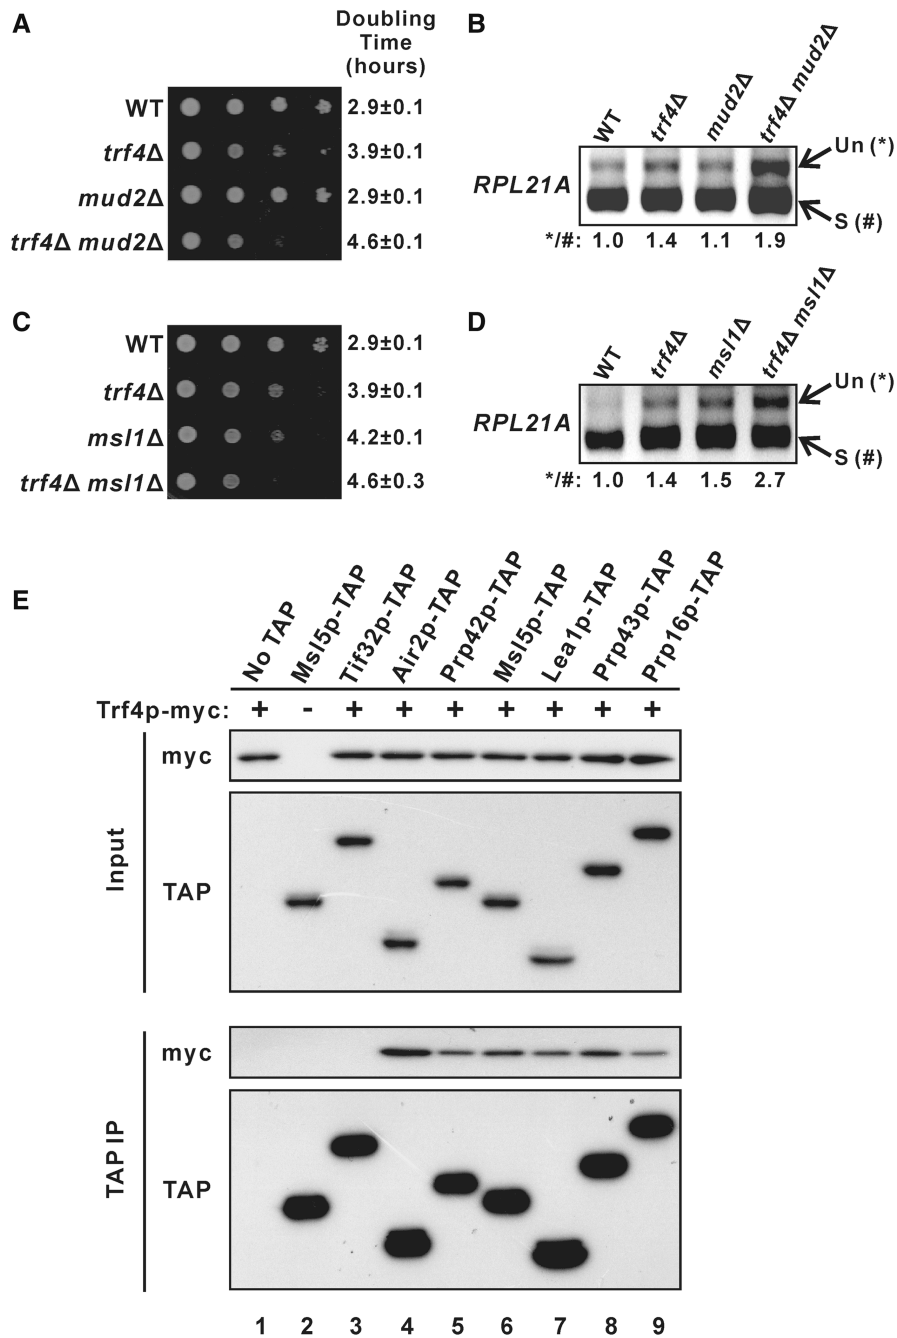 A
Doubling
Time
(hours)
WT 2.9±0.1
trf4Δ 3.9±0.1
mud2Δ 2.9±0.1
trf4Δ mud2Δ 4.6±0.1
B
WT trf4Δ mud2Δ trf4Δ mud2Δ
RPL21A
Un (*)
S (#)
*/#: 1.0 1.4 1.1 1.9
C
WT 2.9±0.1
trf4Δ 3.9±0.1
msl1Δ 4.2±0.1
trf4Δ msl1Δ 4.6±0.3
D
WT trf4Δ msl1Δ trf4Δ msl1Δ
RPL21A
Un (*)
S (#)
*/#: 1.0 1.4 1.5 2.7
E
No TAP Msl5p-TAP Tif32p-TAP Air2p-TAP Prp42p-TAP Msl5p-TAP Lea1p-TAP Prp43p-TAP Prp16p-TAP
Trf4p-myc: + - + + + + + + +
Input
myc
TAP
TAP IP
myc
TAP
1 2 3 4 5 6 7 8 9